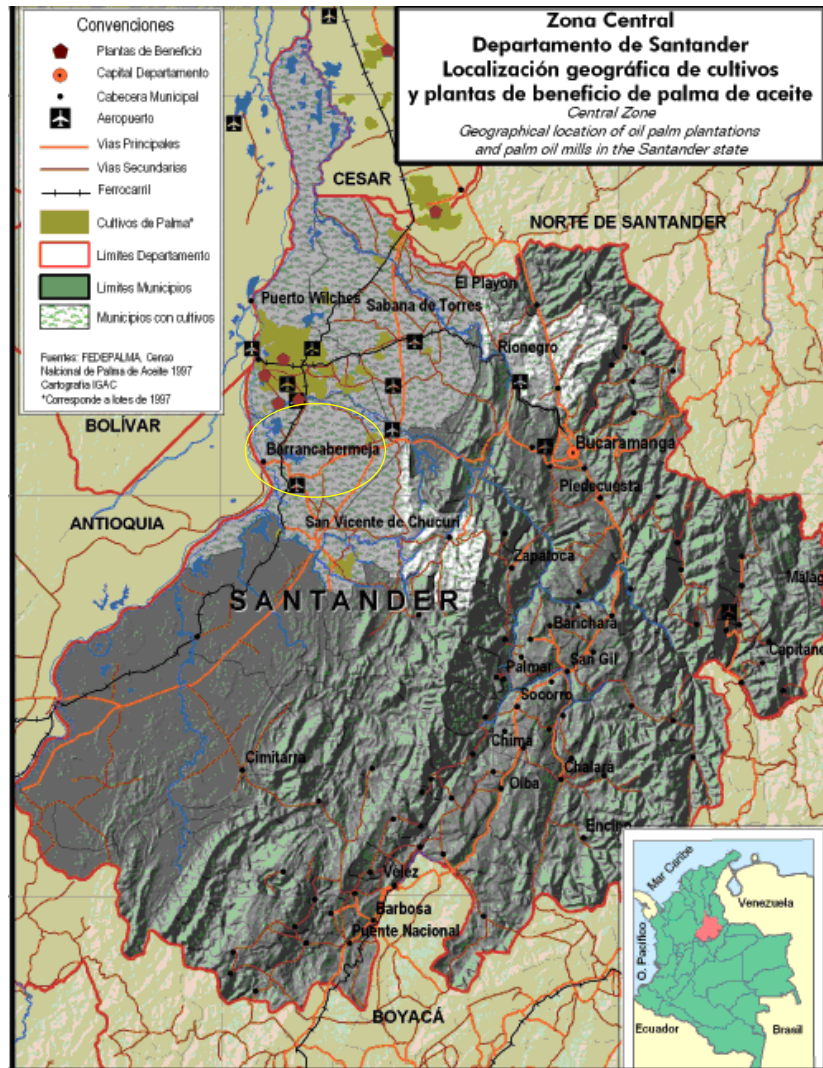 Convenciones
Plantas de Beneficio
Capital Departamento
Cabecera Municipal
Aeropuerto
Vías Principales
Vías Secundarias
Ferrocarril
Cultivos de Palma*
Límites Departamento
Límites Municipios
Municipios con cultivos
Fuentes: FEDEPALMA, Censo
Nalcional de Palma de Aceite 1997
Cartografía IGAC
*Corresponde a lotes de 1997
Zona Central
Departamento de Santander
Localización geográfica de cultivos
y plantas de beneficio de palma de aceite
Central Zone
Geographical location of oil palm plantations
and palm oil mills in the Santander state
CESAR
NORTE DE SANTANDER
El Playon
Puerto Wilches
Sabana de Torres
Rionegro
BOLÍVAR
Barrancabermeja
Bucaramanga
Piedecuesta
ANTIOQUIA
San Vicente de Chucurí
Zapatoca
Malag
SANTANDER
Barichara
Capitane
Palmar
San Gil
Socorro
Chima
Cimitarra
Charalá
Oiba
Encino
Velez
Barbosa
Puente Nacional
BOYACÁ
Mar Caribe
Venezuela
O. Pacífico
Ecuador
Brasil